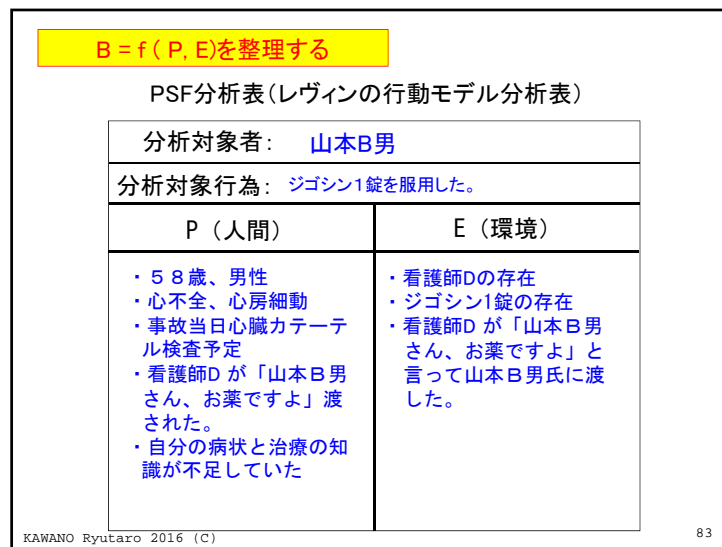 B = f ( P, E)を整理する
PSF分析表(レヴィンの行動モデル分析表)
分析対象者： 山本B男
分析対象行為： ジゴシン１錠を服用した。
P （人間）
・５８歳、男性
・心不全、心房細動
・事故当日心臓カテーテ
ル検査予定
・看護師D が「山本Ｂ男
さん、お薬ですよ」渡
された。
・自分の病状と治療の知
識が不足していた
E （環境）
・看護師Dの存在
・ジゴシン1錠の存在
・看護師D が「山本Ｂ男
さん、お薬ですよ」と
言って山本Ｂ男氏に渡
した。
KAWANO Ryutaro 2016 (C)
83